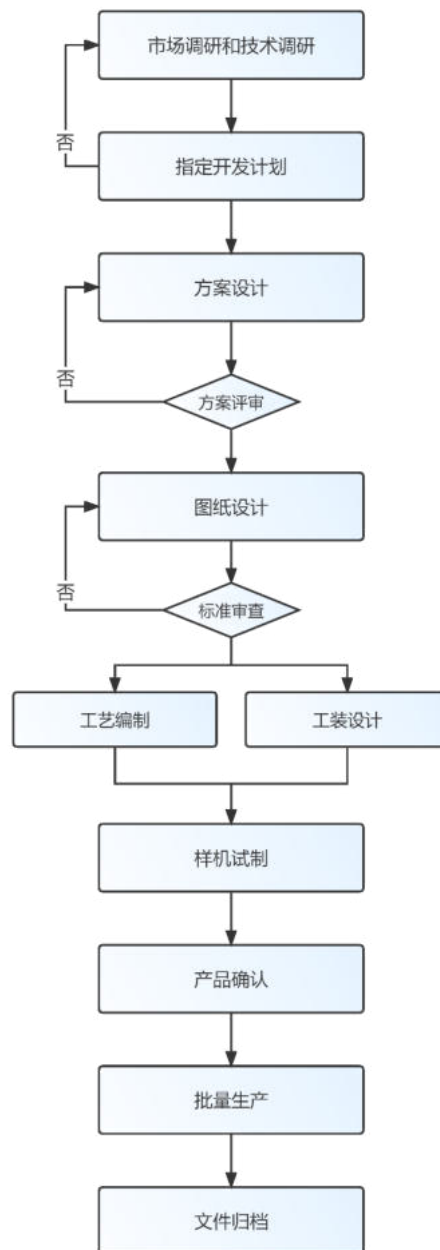 市场调研和技术调研
否
指定开发计划
方案设计
否
方案评审
图纸设计
否
标准审查
工艺编制
工装设计
样机试制
产品确认
批量生产
文件归档